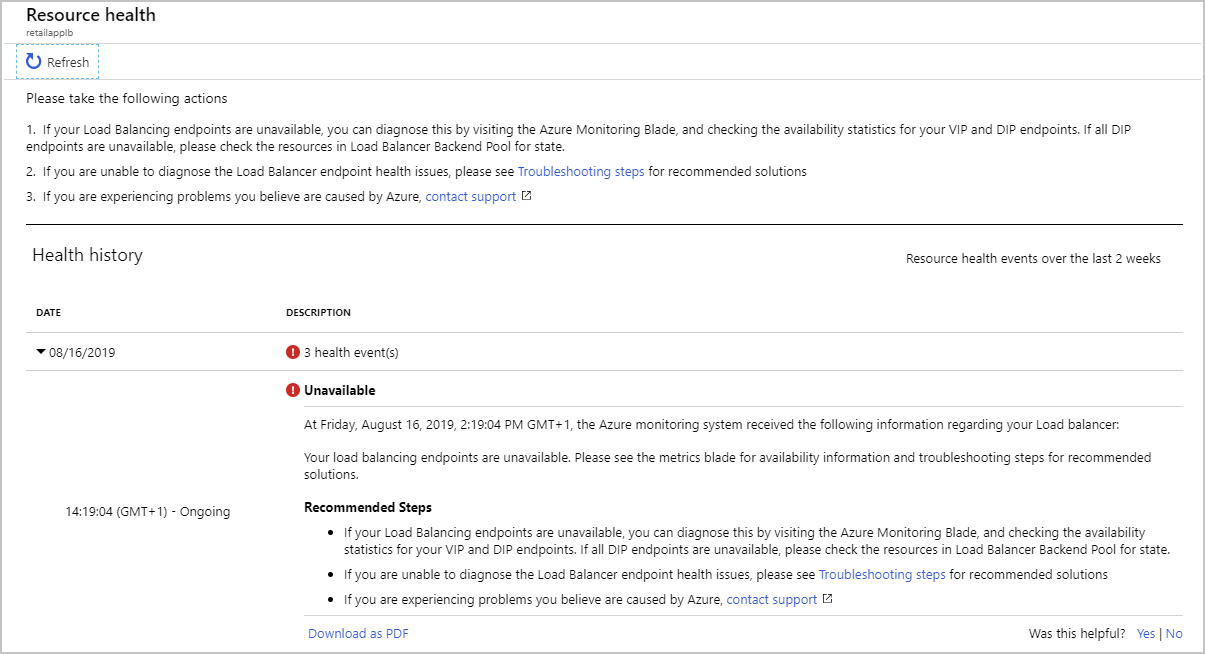 Resource health
retailapplb
Refresh
Please take the following actions
1. If your Load Balancing endpoints are unavailable, you can diagnose this by visiting the Azure Monitoring Blade, and checking the availability statistics for your VIP and DIP endpoints. If all DIP
endpoints are unavailable, please check the resources in Load Balancer Backend Pool for state.
2. If you are unable to diagnose the Load Balancer endpoint health issues, please see Troubleshooting steps for recommended solutions
3. If you are experiencing problems you believe are caused by Azure, contact support
Health history
Resource health events over the last 2 weeks
DATE DESCRIPTION
08/16/2019 3 health event(s)
Unavailable
At Friday, August 16, 2019, 2:19:04 PM GMT+1, the Azure monitoring system received the following information regarding your Load balancer:
Your load balancing endpoints are unavailable. Please see the metrics blade for availability information and troubleshooting steps for recommended
solutions.
14:19:04 (GMT+1) - Ongoing
Recommended Steps
• If your Load Balancing endpoints are unavailable, you can diagnose this by visiting the Azure Monitoring Blade, and checking the availability
statistics for your VIP and DIP endpoints. If all DIP endpoints are unavailable, please check the resources in Load Balancer Backend Pool for state.
• If you are unable to diagnose the Load Balancer endpoint health issues, please see Troubleshooting steps for recommended solutions
• If you are experiencing problems you believe are caused by Azure, contact support
Download as PDF
Was this helpful? Yes | No